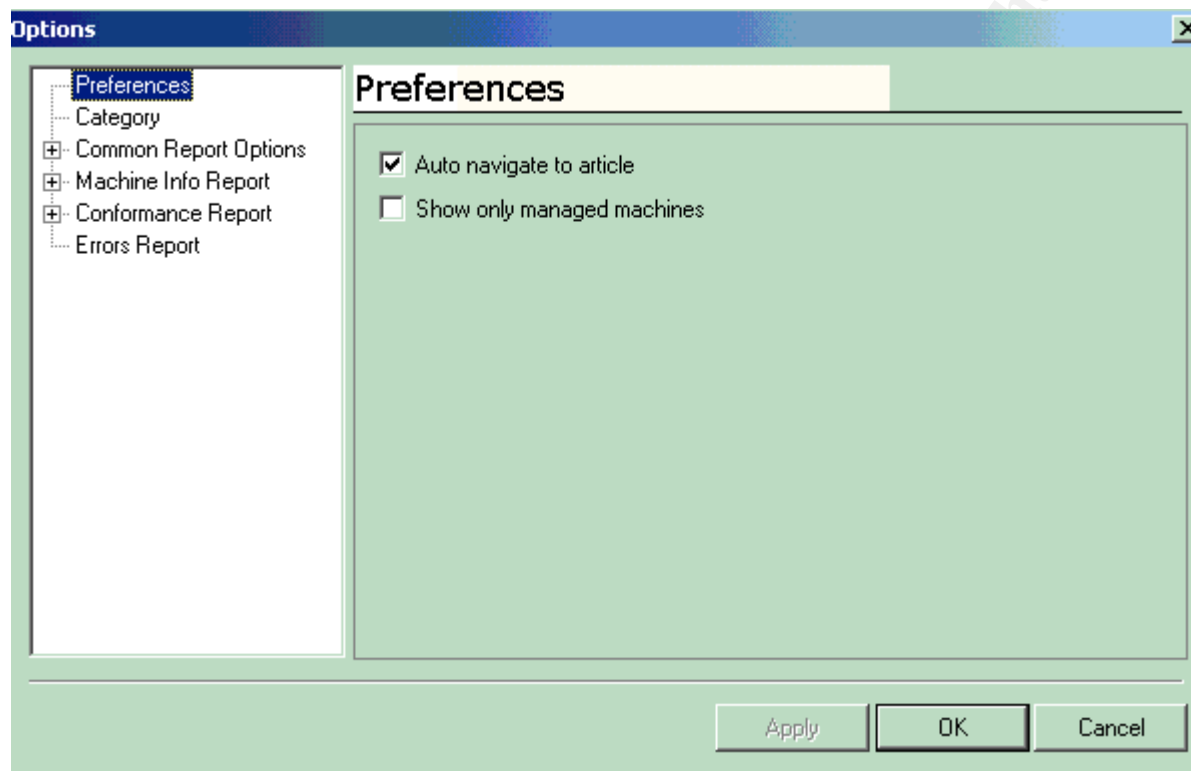 Options
Preferences
Category
Common Report Options
Machine Info Report
Conformance Report
Errors Report
Preferences
Auto navigate to article
Show only managed machines
Apply
OK
Cancel